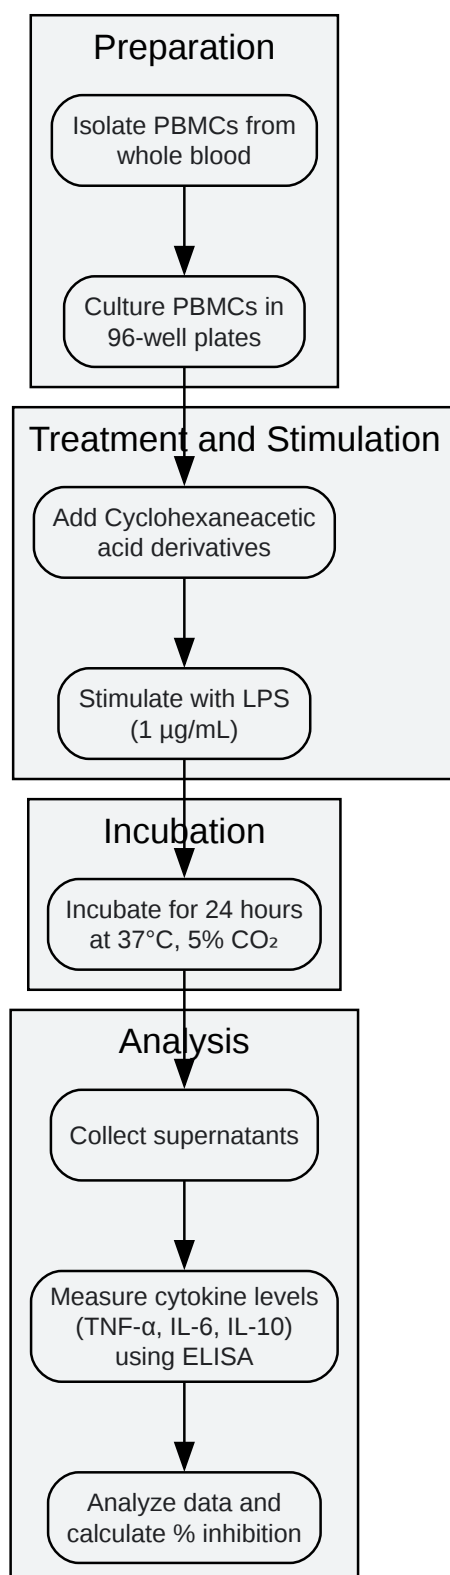 Preparation
Isolate PBMCs from
whole blood
Culture PBMCs in
96-well plates
Treatment and Stimulation
Add Cyclohexaneacetic
acid derivatives
Stimulate with LPS
(1 µg/mL)
Incubation
Incubate for 24 hours
at 37°C, 5% CO₂
Analysis
Collect supernatants
Measure cytokine levels
(TNF-α, IL-6, IL-10)
using ELISA
Analyze data and
calculate % inhibition